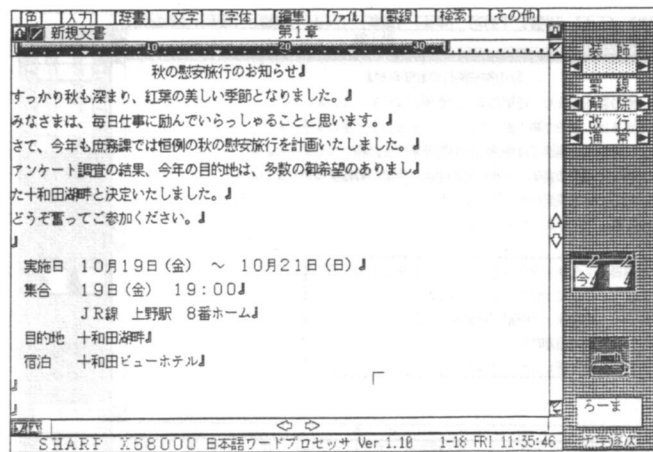 [色] [入力] [辞書] [文字] [字体] [編集] [ファイル] [罫線] [検索] [その他]
新規文書 第1章
10 20 30
秋の慰安旅行のお知らせ』
すっかり秋も深まり、紅葉の美しい季節となりました。』
みなさまは、毎日仕事に励んでいらっしゃることと思います。』
さて、今年も庶務課では恒例の秋の慰安旅行を計画いたしました。』
アンケート調査の結果、今年の目的地は、多数の御希望のありまし』
た十和田湖畔と決定いたしました。』
どうぞ奮ってご参加ください。』
』
実施日 10月19日(金) ~ 10月21日(日)』
集合 19日(金) 19:00』
JR線 上野駅 8番ホーム』
目的地 十和田湖畔』
宿泊 十和田ビューホテル』
』
』
装飾
罫線
解除
改行
通常
今
ろーま
SHARP X68000 日本語ワードプロセッサ Ver 1.10 1-18 FRI 11:35:46